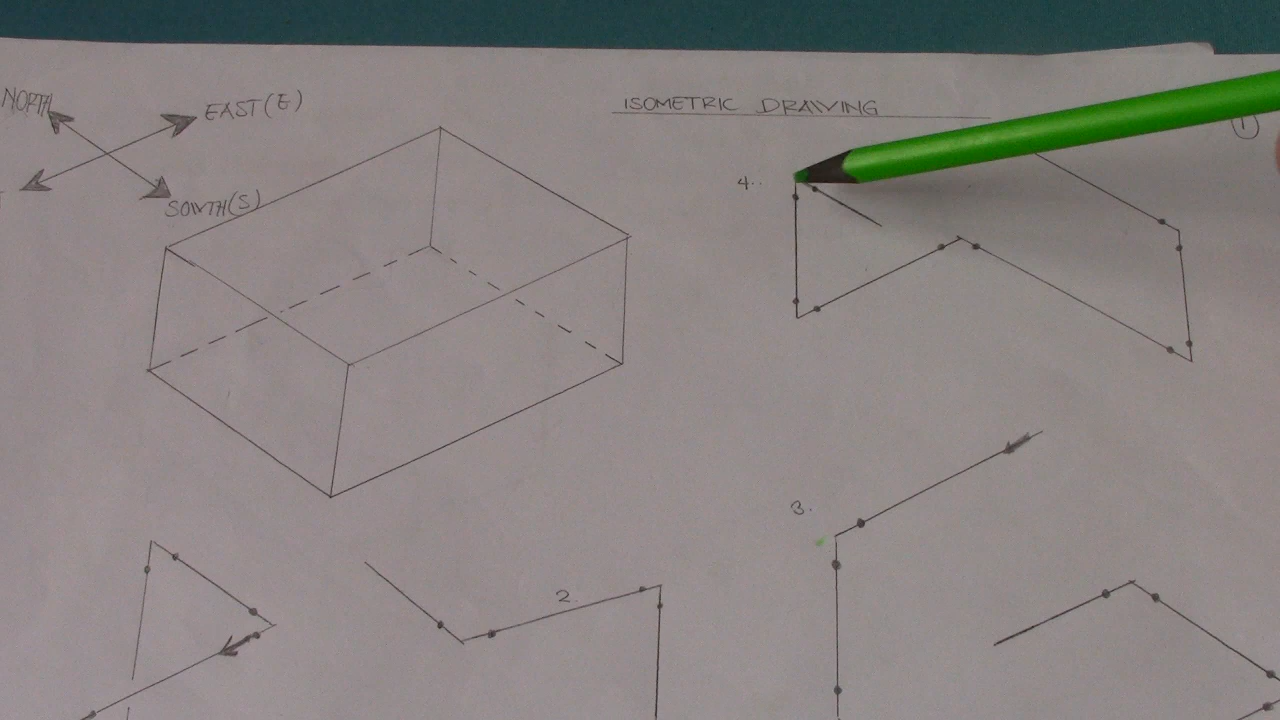 NORTH
EAST(E)
SOWTH(S)
ISOMETRIC DRAWING
1
4..
3.
2.